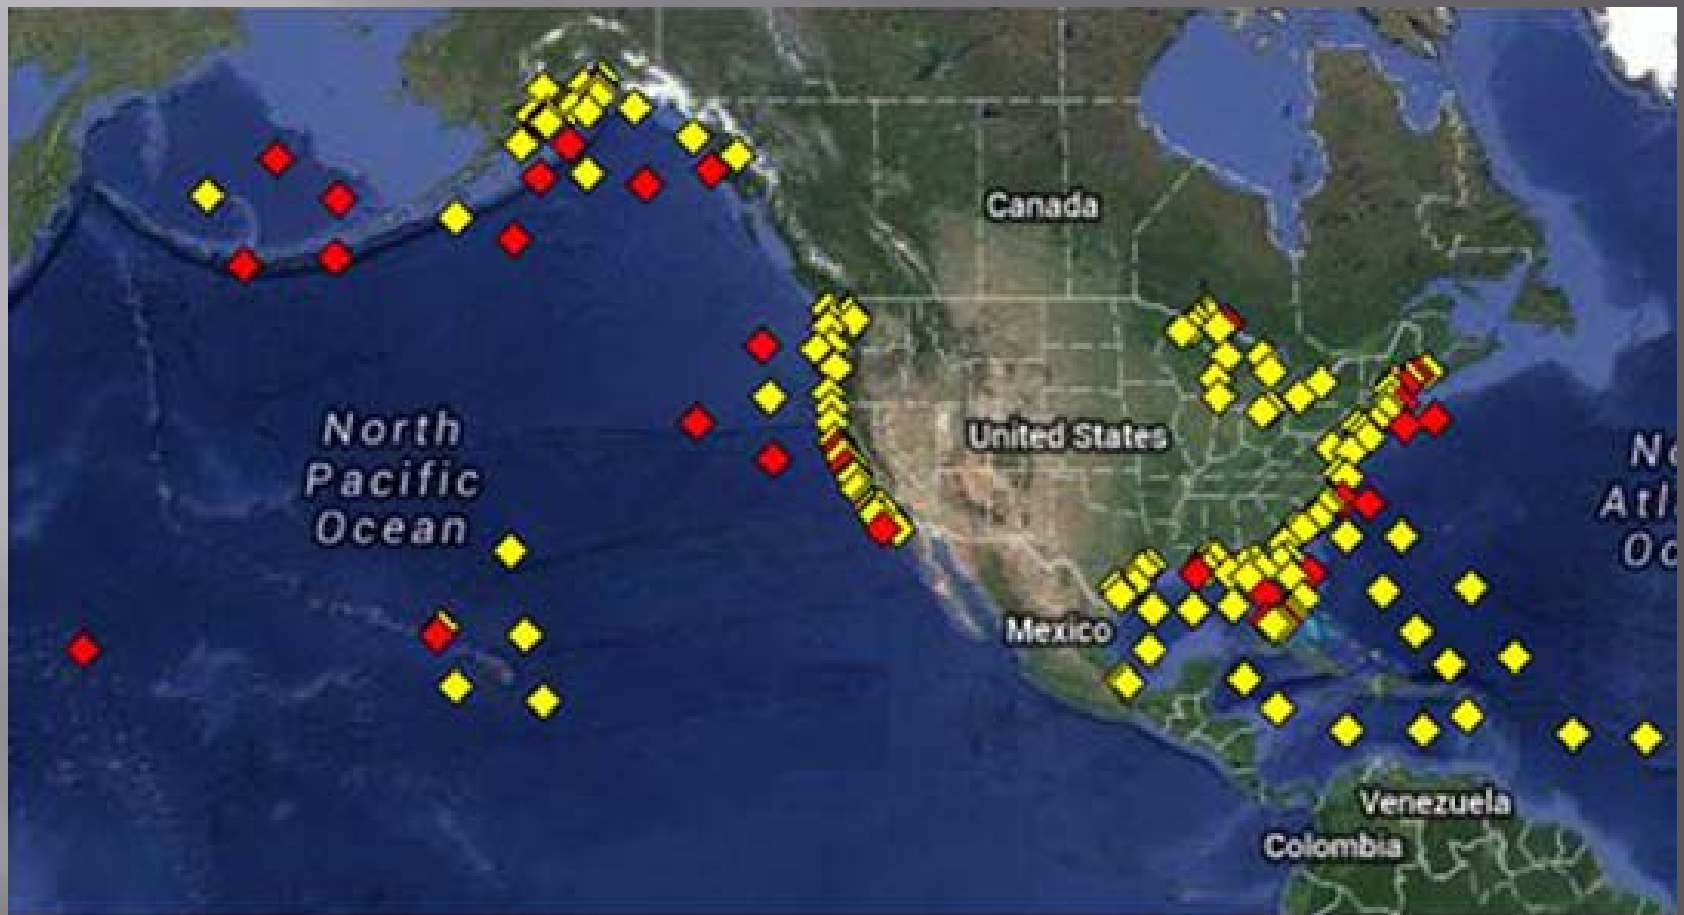 Canada
United States
North
Pacific
Ocean
Mexico
Venezuela
Colombia